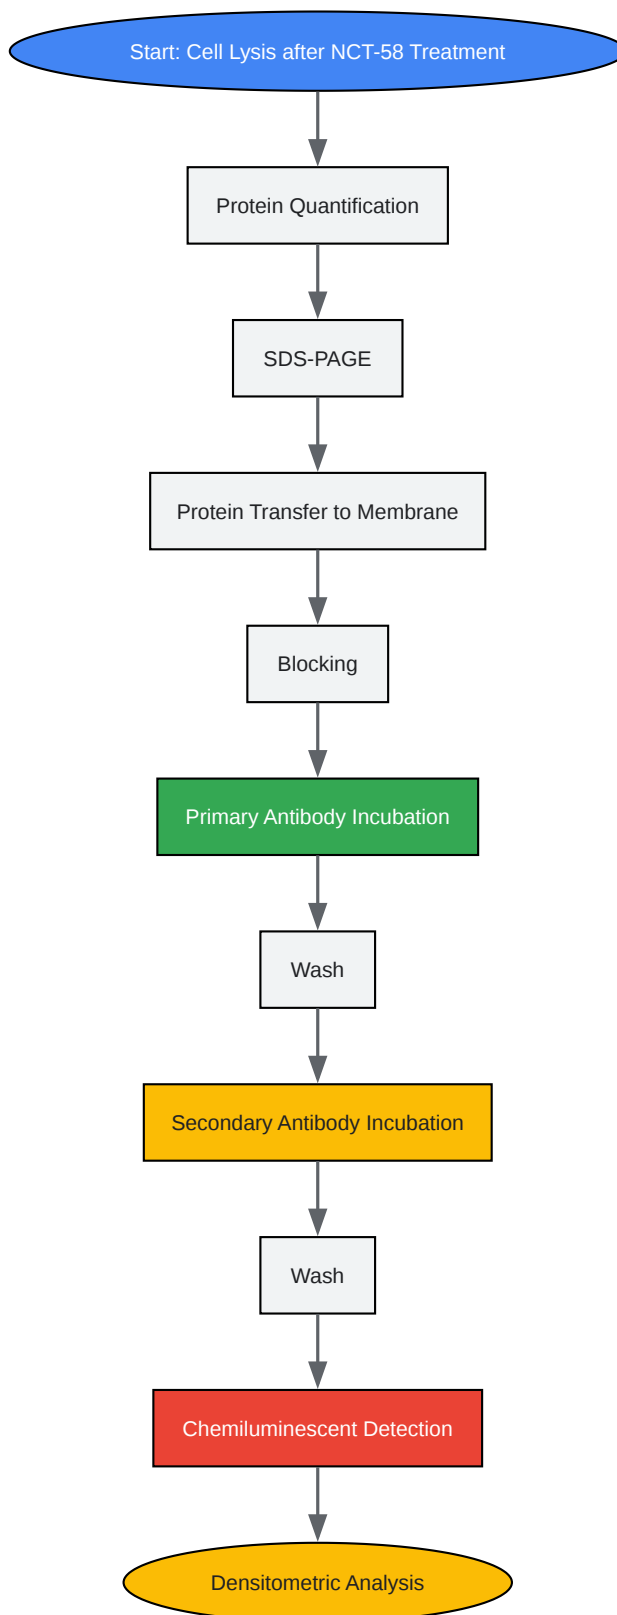 Start: Cell Lysis after NCT-58 Treatment
Protein Quantification
SDS-PAGE
Protein Transfer to Membrane
Blocking
Primary Antibody Incubation
Wash
Secondary Antibody Incubation
Wash
Chemiluminescent Detection
Densitometric Analysis